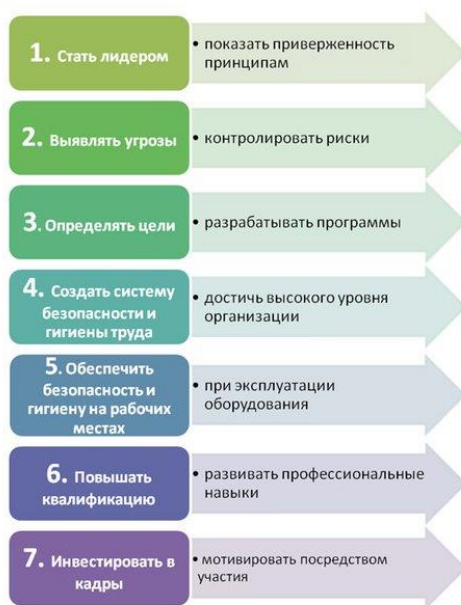 1. Стать лидером
• показать приверженность
принципам
2. Выявлять угрозы
• контролировать риски
3. Определять цели
• разрабатывать программы
4. Создать систему
безопасности и
гигиены труда
• достичь высокого уровня
организации
5. Обеспечить
безопасность и
гигиену на рабочих
местах
• при эксплуатации
оборудования
6. Повышать
квалификацию
• развивать профессиональные
навыки
7. Инвестировать в
кадры
• мотивировать посредством
участия